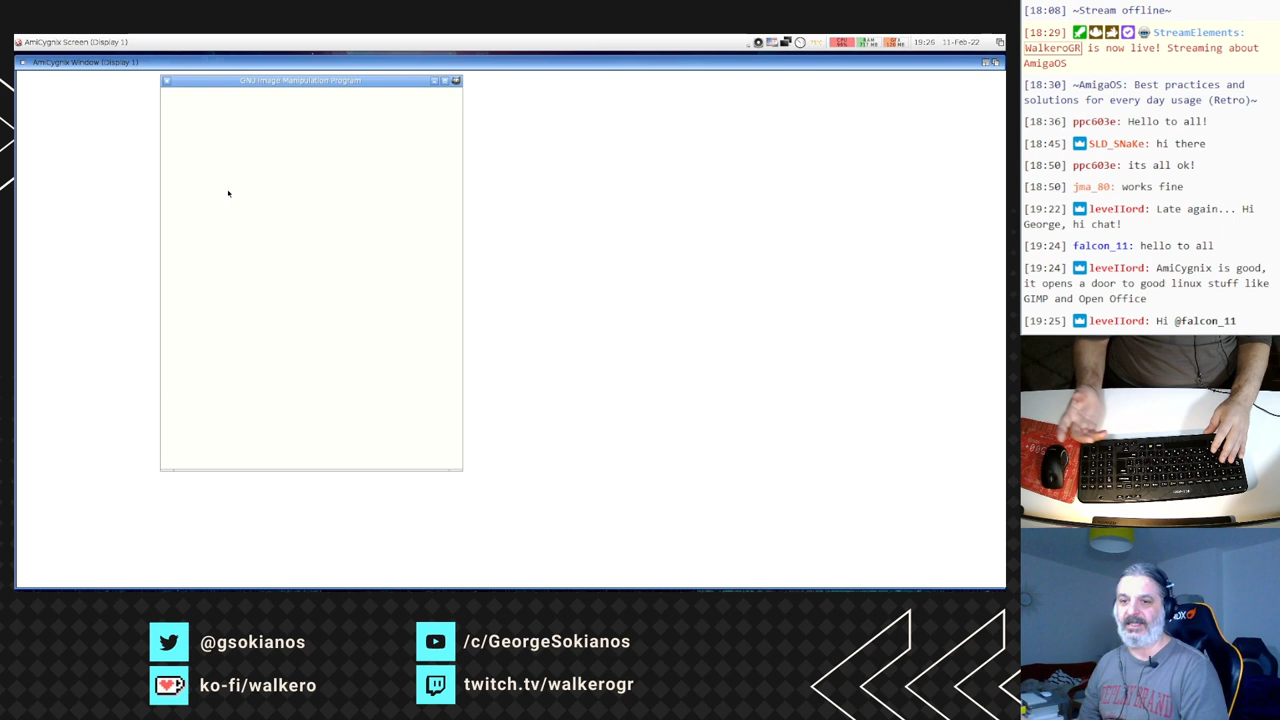 AmiCygnix Screen (Display 1)
19:26 11-Feb-22
AmiCygnix Window (Display 1)
GNU Image Manipulation Program
[18:08] ~Stream offline~
[18:29] StreamElements:
WalkeroGR is now live! Streaming about
AmigaOS
[18:30] ~AmigaOS: Best practices and
solutions for every day usage (Retro)~
[18:36] ppc603e: Hello to all!
[18:45] SLD_SNaKe: hi there
[18:50] ppc603e: its all ok!
[18:50] jma_80: works fine
[19:22] leveIIord: Late again... Hi
George, hi chat!
[19:24] falcon_11: hello to all
[19:24] leveIIord: AmiCygnix is good,
it opens a door to good linux stuff like
GIMP and Open Office
[19:25] leveIIord: Hi @falcon_11
@gsokianos
/c/GeorgeSokianos
ko-fi/walkero
twitch.tv/walkerogr